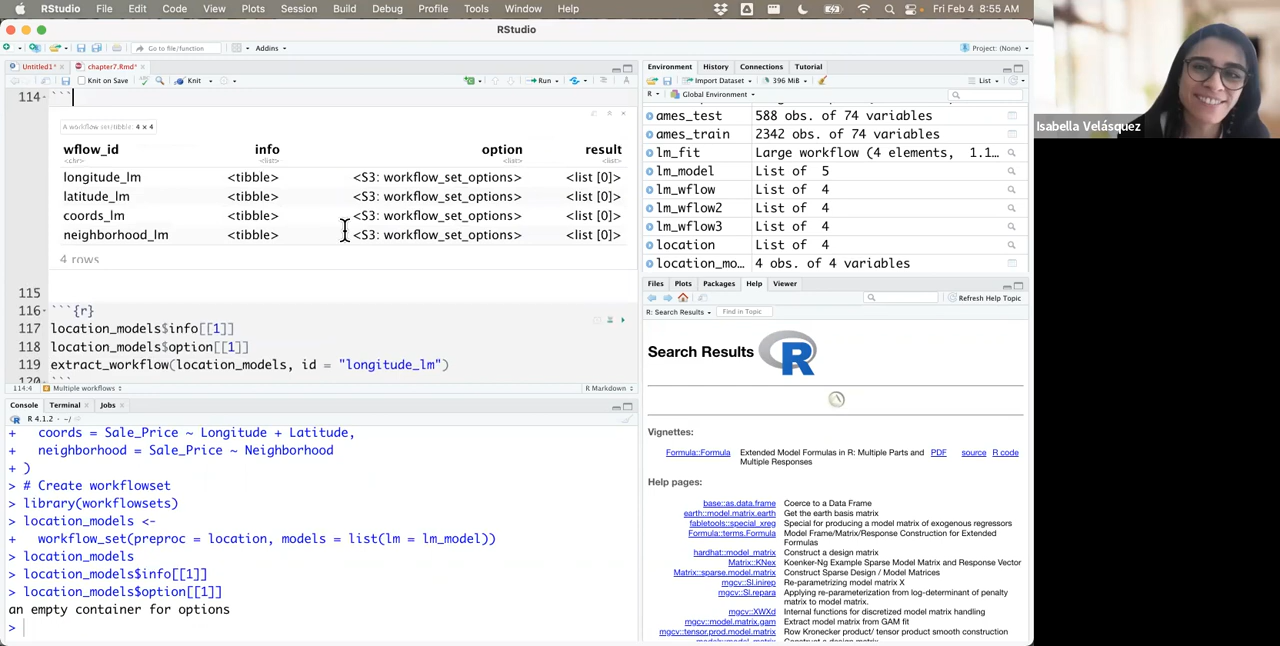 RStudio File Edit Code View Plots Session Build Debug Profile Tools Window Help Fri Feb 4 8:55 AM
RStudio
Go to file/function Addins Project: (None)
Untitled1* chapter7.Rmd*
Knit on Save Knit Run
114 ```
A workflow set/tibble: 4 × 4
wflow_id info option result
<chr> <list> <list> <list>
longitude_lm <tibble> <S3: workflow_set_options> <list [0]>
latitude_lm <tibble> <S3: workflow_set_options> <list [0]>
coords_lm <tibble> <S3: workflow_set_options> <list [0]>
neighborhood_lm <tibble> <S3: workflow_set_options> <list [0]>
4 rows
115
116 ```{r}
117 location_models$info[[1]]
118 location_models$option[[1]]
119 extract_workflow(location_models, id = "longitude_lm")
120 ```
114:4 Multiple workflows R Markdown
Console Terminal Jobs
R 4.1.2 · ~/
+ coords = Sale_Price ~ Longitude + Latitude,
+ neighborhood = Sale_Price ~ Neighborhood
+ )
> # Create workflowset
> library(workflowsets)
> location_models <-
+ workflow_set(preproc = location, models = list(lm = lm_model))
> location_models
> location_models$info[[1]]
> location_models$option[[1]]
an empty container for options
>
Environment History Connections Tutorial
Import Dataset 396 MiB List
R Global Environment
ames_test 588 obs. of 74 variables
ames_train 2342 obs. of 74 variables
lm_fit Large workflow (4 elements, 1.1…
lm_model List of 5
lm_wflow List of 4
lm_wflow2 List of 4
lm_wflow3 List of 4
location List of 4
location_mo… 4 obs. of 4 variables
Files Plots Packages Help Viewer
Refresh Help Topic
R: Search Results Find in Topic
Search Results R
Vignettes:
Formula::Formula Extended Model Formulas in R: Multiple Parts and Multiple Responses PDF source R code
Help pages:
base::as.data.frame Coerce to a Data Frame
earth::model.matrix.earth Get the earth basis matrix
fabletools::special_xreg Special for producing a model matrix of exogenous regressors
Formula::terms.Formula Model Frame/Matrix/Response Construction for Extended Formulas
hardhat::model_matrix Construct a design matrix
Matrix::KNex Koenker-Ng Example Sparse Model Matrix and Response Vector
Matrix::sparse.model.matrix Construct Sparse Design / Model Matrices
mgcv::Sl.inirep Re-parametrizing model matrix X
mgcv::Sl.repara Applying re-parameterization from log-determinant of penalty matrix to model matrix.
mgcv::XWXd Internal functions for discretized model matrix handling
mgcv::model.matrix.gam Extract model matrix from GAM fit
mgcv::tensor.prod.model.matrix Row Kronecker product/ tensor product smooth construction
Isabella Velásquez